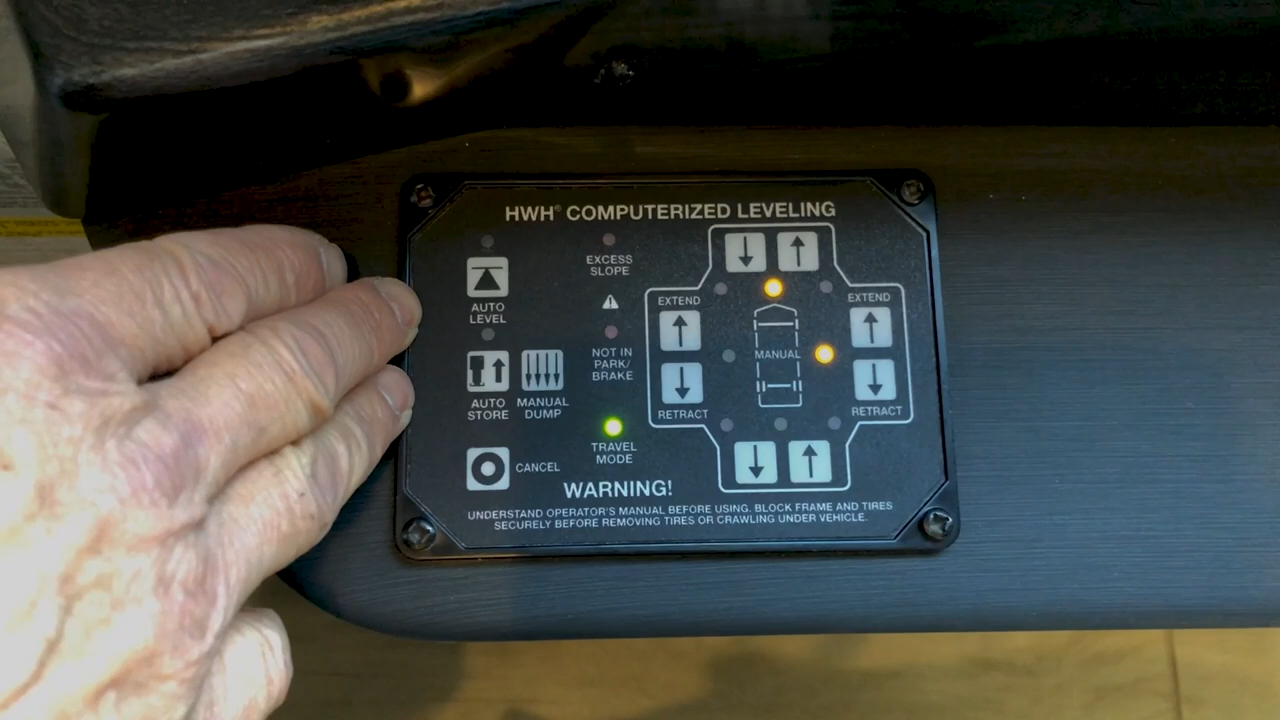 HWH® COMPUTERIZED LEVELING
AUTO
LEVEL
AUTO
STORE
MANUAL
DUMP
CANCEL
EXCESS
SLOPE
NOT IN
PARK/
BRAKE
TRAVEL
MODE
EXTEND
RETRACT
MANUAL
EXTEND
RETRACT
WARNING!
UNDERSTAND OPERATOR'S MANUAL BEFORE USING. BLOCK FRAME AND TIRES
SECURELY BEFORE REMOVING TIRES OR CRAWLING UNDER VEHICLE.